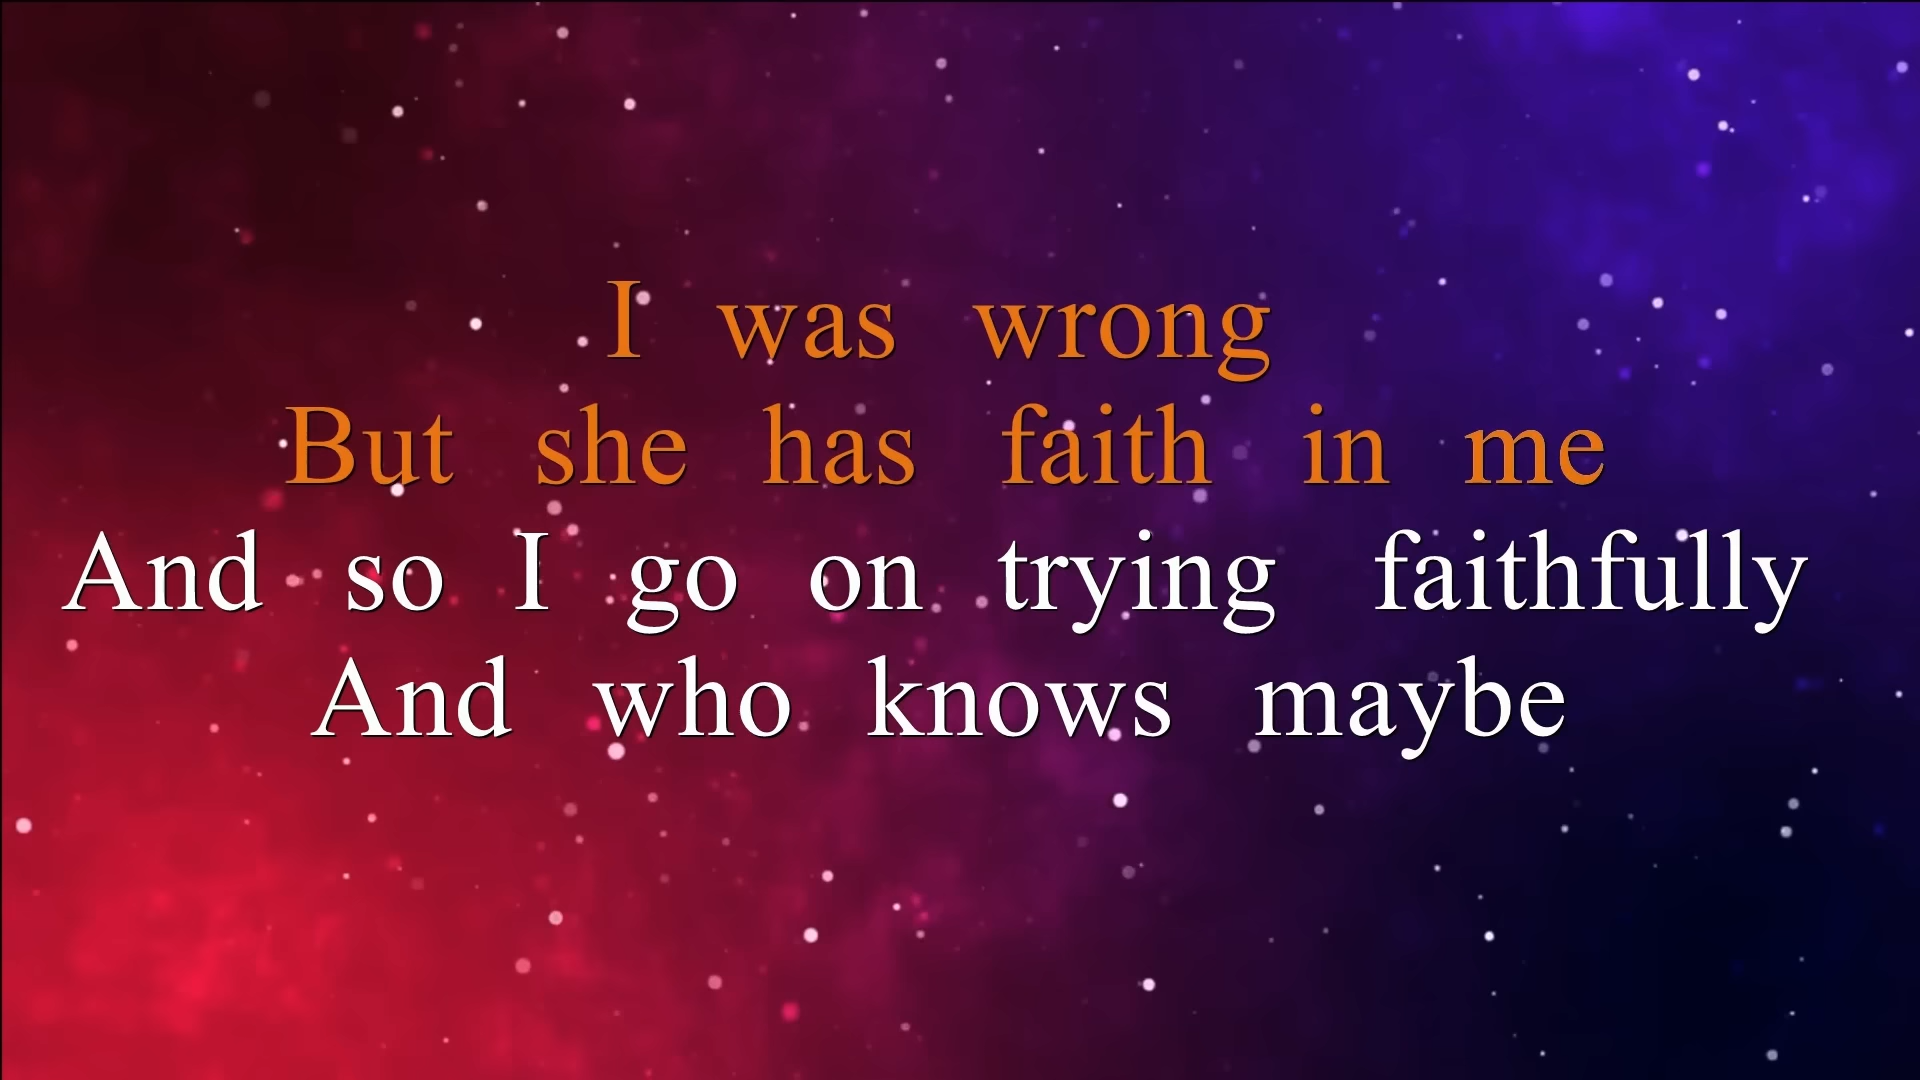 I was wrong
But she has faith in me
And so I go on trying faithfully
And who knows maybe